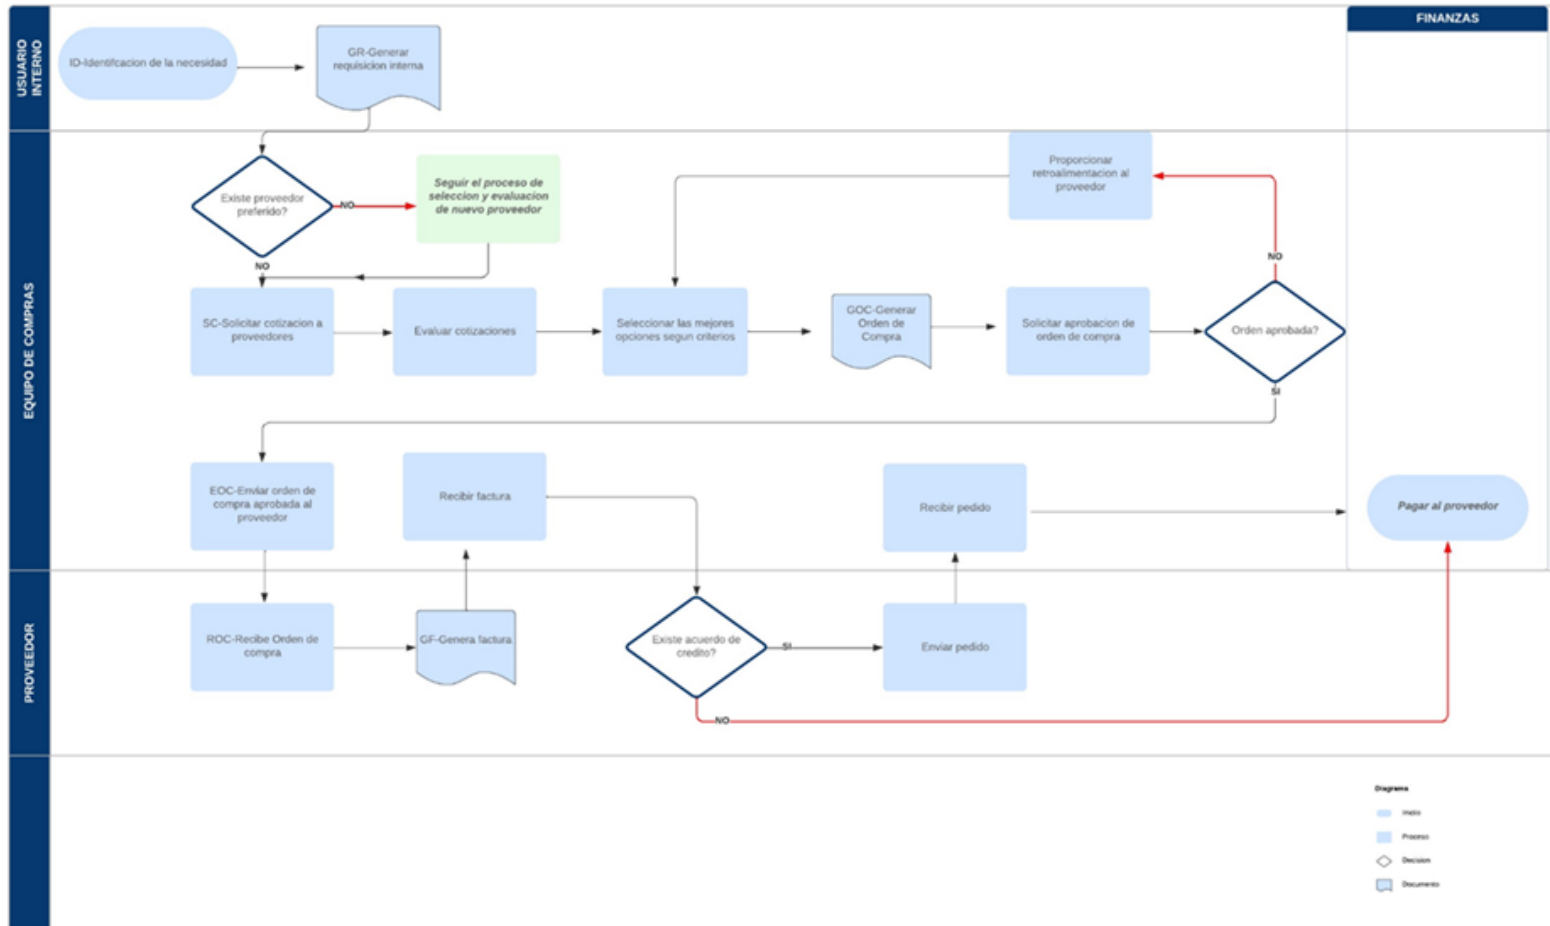 FINANZAS
USUARIO
INTERNO
ID-Identifcacion de la necesidad
GR-Generar
requisicion interna
EQUIPO DE COMPRAS
Existe proveedor
preferido?
NO
Seguir el proceso de
seleccion y evaluacion
de nuevo proveedor
Proporcionar
retroalimentacion al
proveedor
NO
NO
SC-Solicitar cotizacion a
proveedores
Evaluar cotizaciones
Seleccionar las mejores
opciones segun criterios
GOC-Generar
Orden de
Compra
Solicitar aprobacion de
orden de compra
Orden aprobada?
SI
EOC-Enviar orden de
compra aprobada al
proveedor
Recibir factura
Recibir pedido
Pagar al proveedor
PROVEEDOR
ROC-Recibe Orden de
compra
GF-Genera factura
Existe acuerdo de
credito?
SI
Enviar pedido
NO
Diagrama
Inicio
Proceso
Decision
Documento